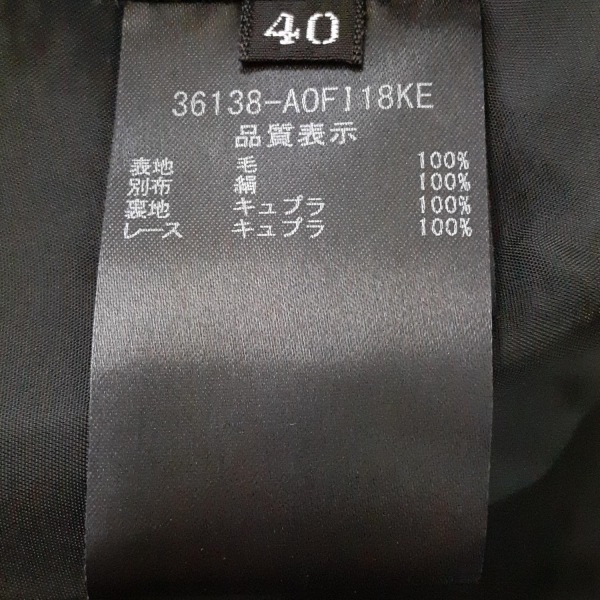 40
36138-AOFI18KE
品質表示
表地 毛 100%
別布 絹 100%
裏地 キュプラ 100%
レース キュプラ 100%